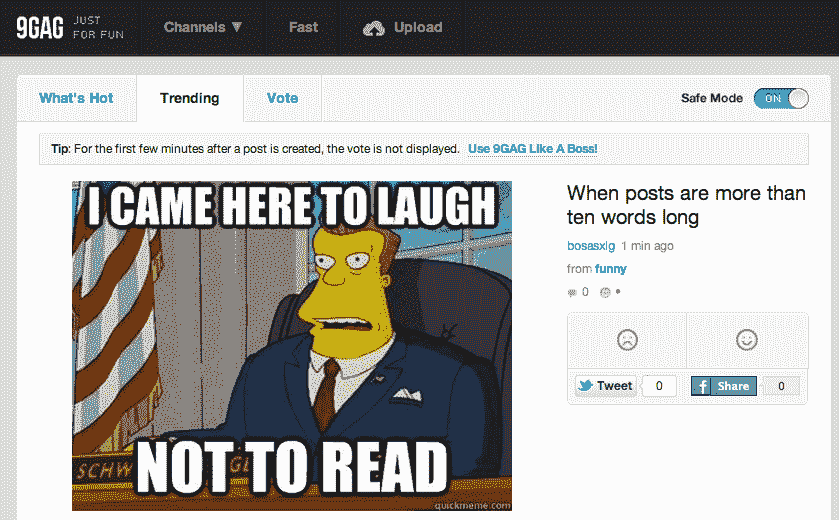 9GAG JUST FOR FUN
Channels ▼ Fast Upload
What's Hot Trending Vote Safe Mode ON
Tip: For the first few minutes after a post is created, the vote is not displayed. Use 9GAG Like A Boss!
I CAME HERE TO LAUGH
NOT TO READ
SCHW GL
quickmeme.com
When posts are more than
ten words long
bosasxlg 1 min ago
from funny
0 •
Tweet 0 Share 0